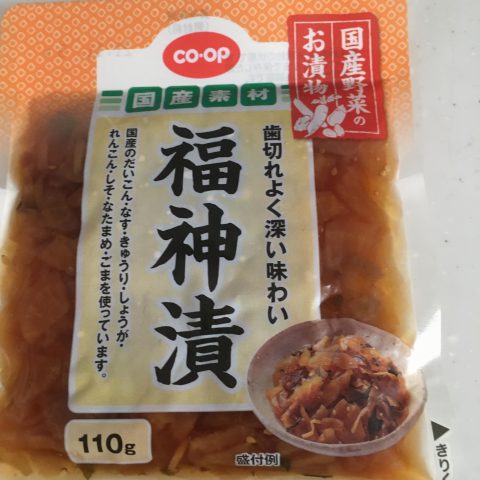 co·op
国産野菜の
お漬物
国産素材
歯切れよく深い味わい
福神漬
国産のだいこん・なす・きゅうり・しょうが・
れんこん・しそ・なたまめ・ごまを使っています。
110g
盛付例
きりく